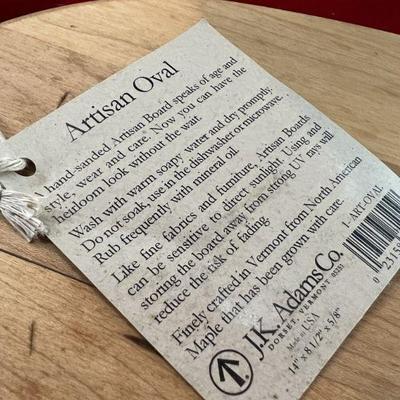 Artisan Oval
hand-sanded Artisan Board speaks of age and
style, wear and care. Now you can have the
heirloom look without the wait.
Wash with warm soapy water and dry promptly.
Do not soak, use in the dishwasher or microwave.
Rub frequently, with mineral oil.
Like fine fabrics and furniture, Artisan Boards
can be sensitive to direct sunlight. Using and
storing the board away from strong UV rays will
reduce the risk of fading.
Finely crafted in Vermont from North American
Maple that has been grown with care.
J.K. Adams Co.
DORSET, VERMONT 05251
Made in USA
14" x 8 1/2" x 5/8"
1-ART-OVAL
0 2315